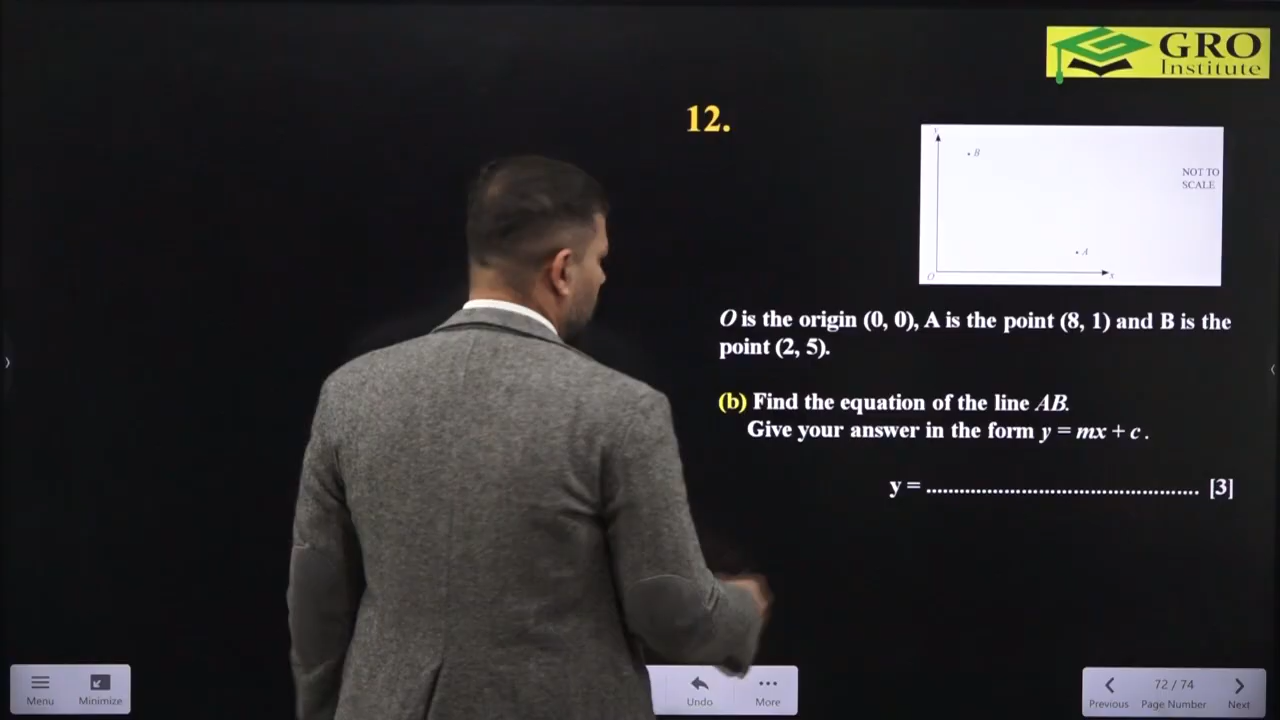 GRO
Institute
12.
y
B
NOT TO
SCALE
A
O
x
O is the origin (0, 0), A is the point (8, 1) and B is the
point (2, 5).
(b) Find the equation of the line AB.
Give your answer in the form y = mx + c .
y = ................................................ [3]
Menu
Minimize
Undo
More
Previous
72 / 74
Page Number
Next